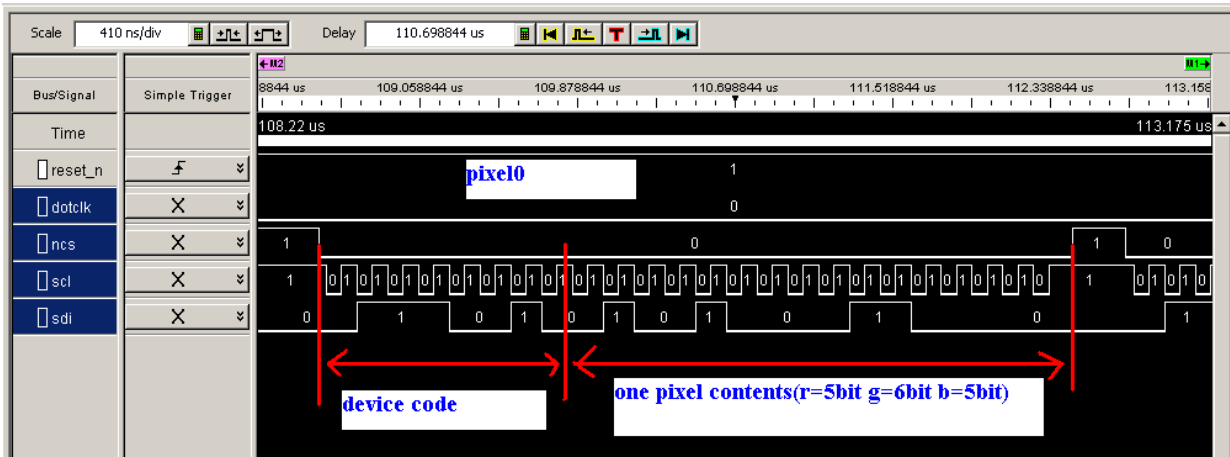 Scale 410 ns/div Delay 110.698844 us T
M2 M1
Bus/Signal Simple Trigger 8844 us 109.058844 us 109.878844 us 110.698844 us 111.518844 us 112.338844 us 113.158
Time 108.22 us 113.175 us
reset_n pixel0 1
dotclk X 0
ncs X 1 0 1 0
scl X 1 0 1 0 1 0 1 0 1 0 1 0 1 0 1 0 1 0 1 0 1 0 1 0 1 0 1 0 1 0 1 0 1 0 1 0 1 0 1 0 1 0 1 0 1 0 1 0 1 0 1 0 1 0
sdi X 0 1 0 1 0 1 0 1 0 1 0 1
device code one pixel contents(r=5bit g=6bit b=5bit)